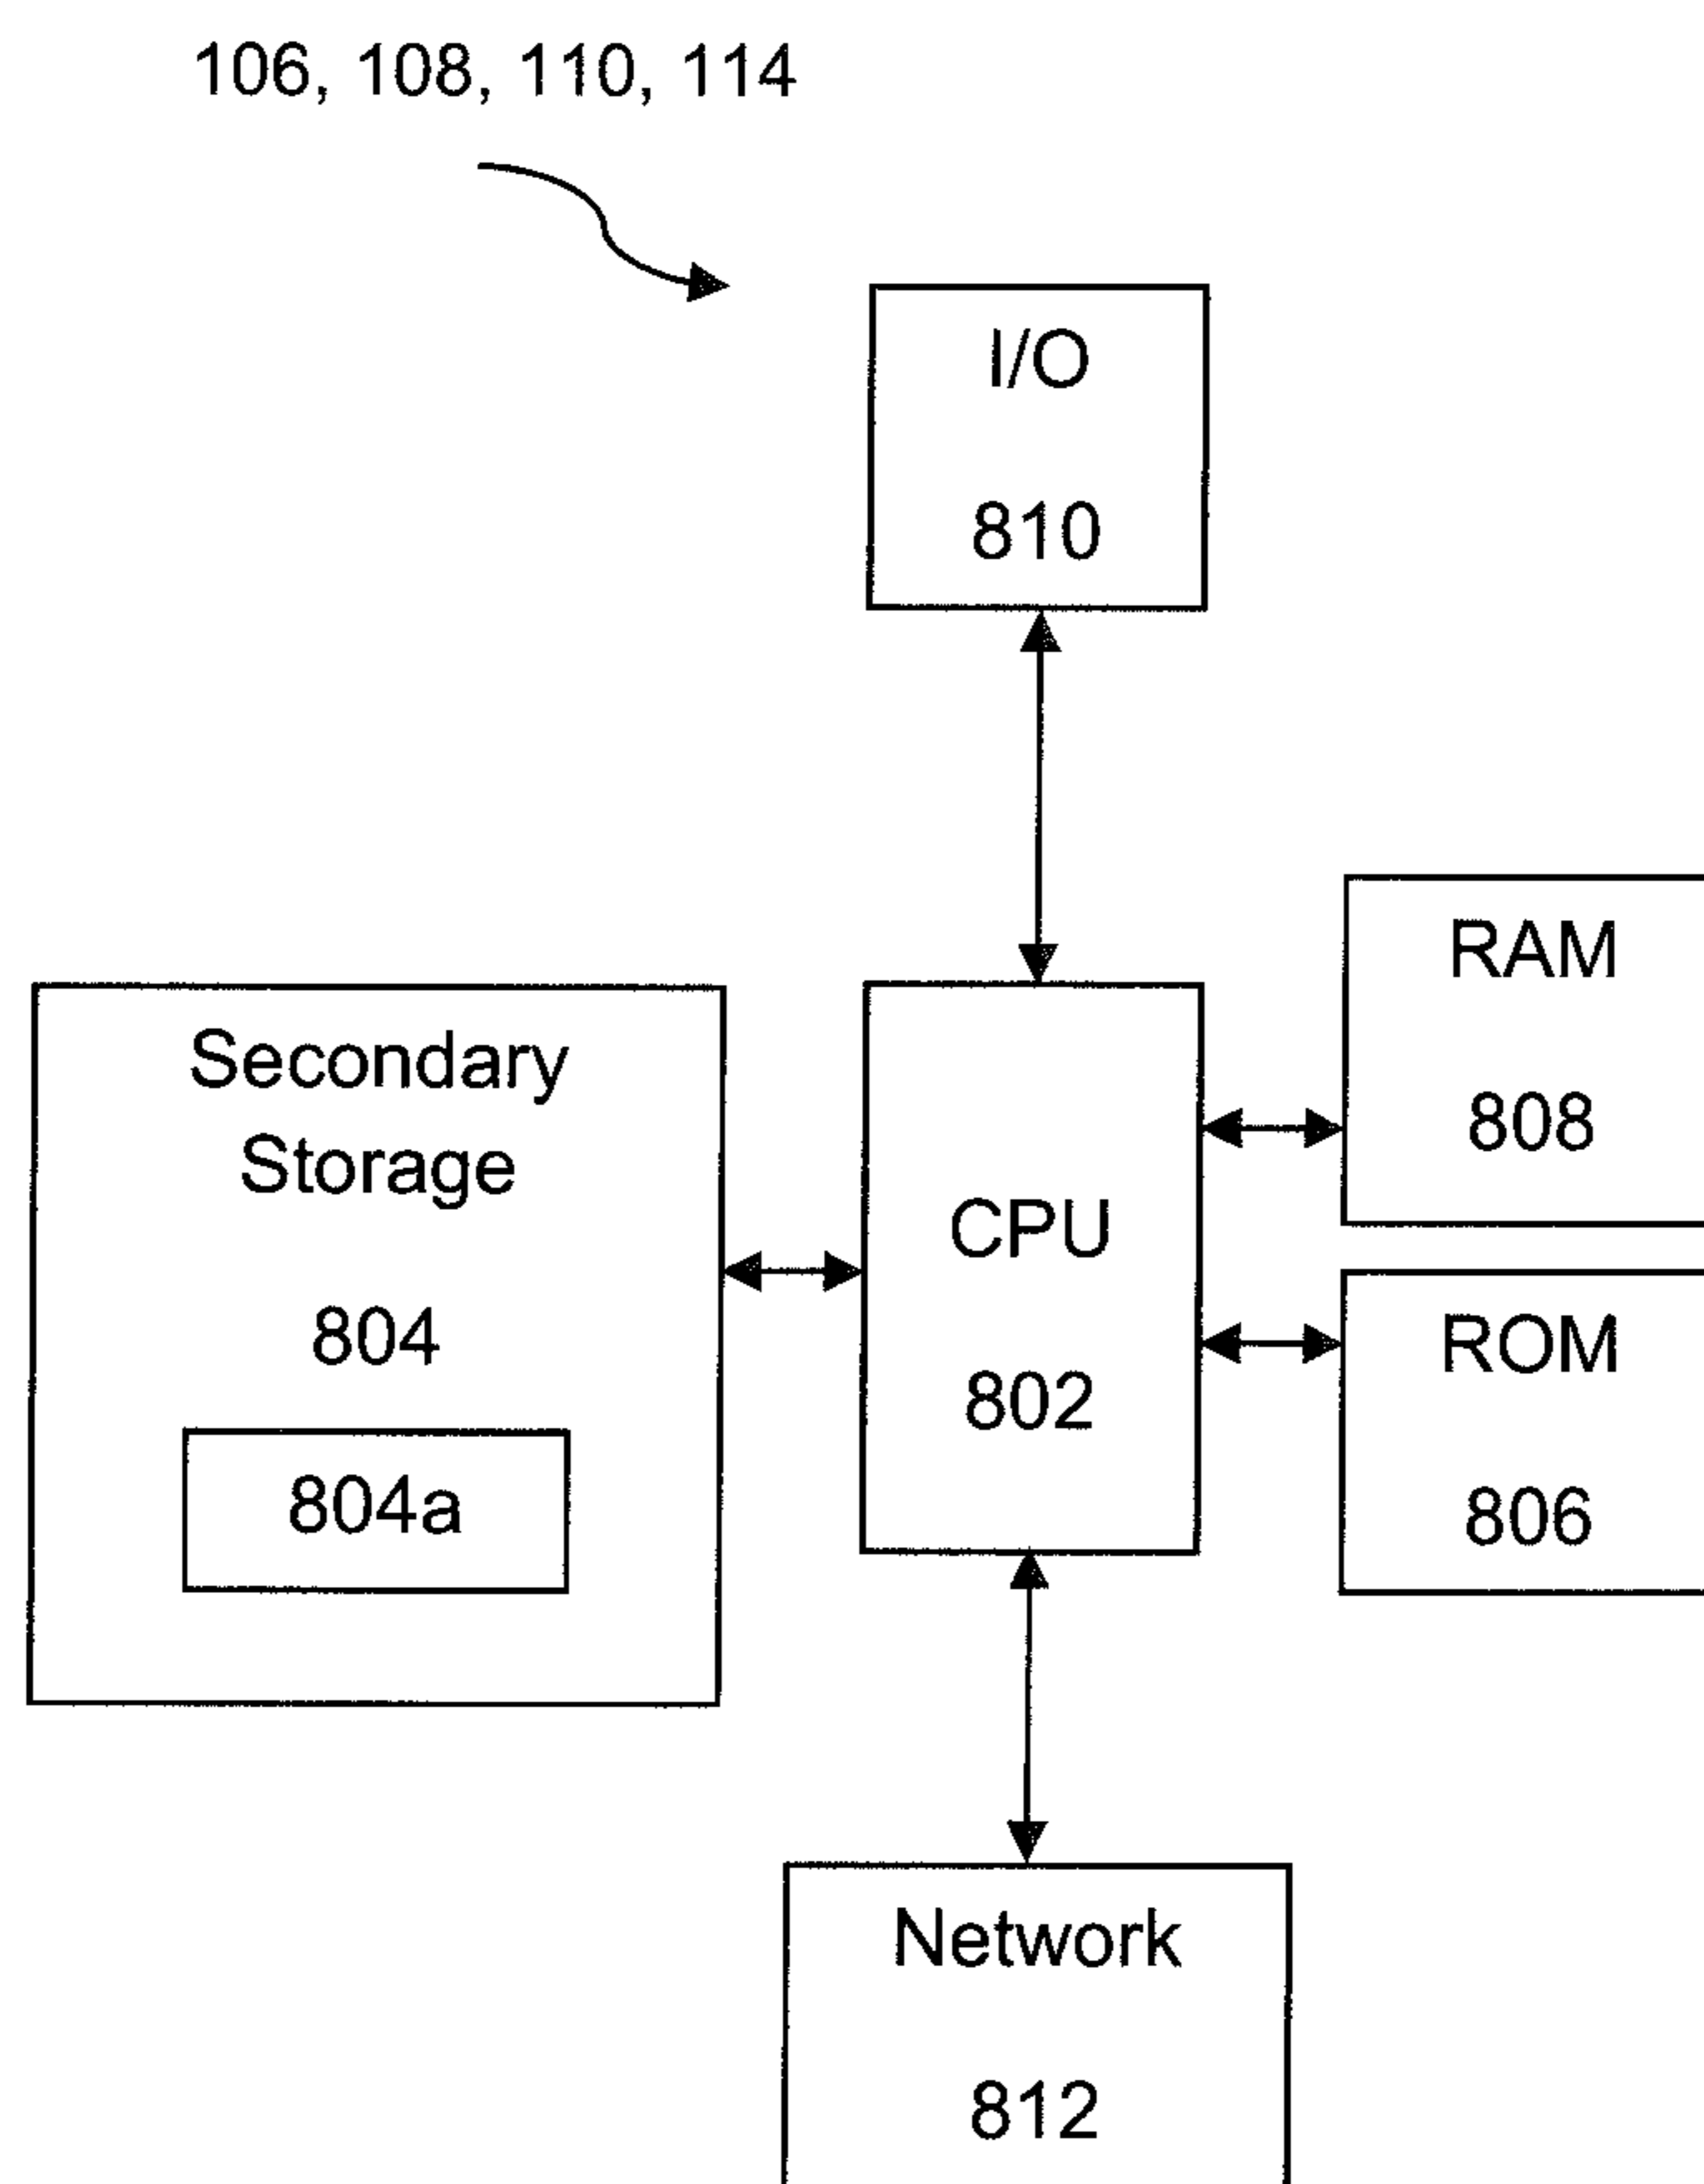 106, 108, 110, 114
I/O
810
RAM
808
Secondary
Storage
804
804a
CPU
802
ROM
806
Network
812